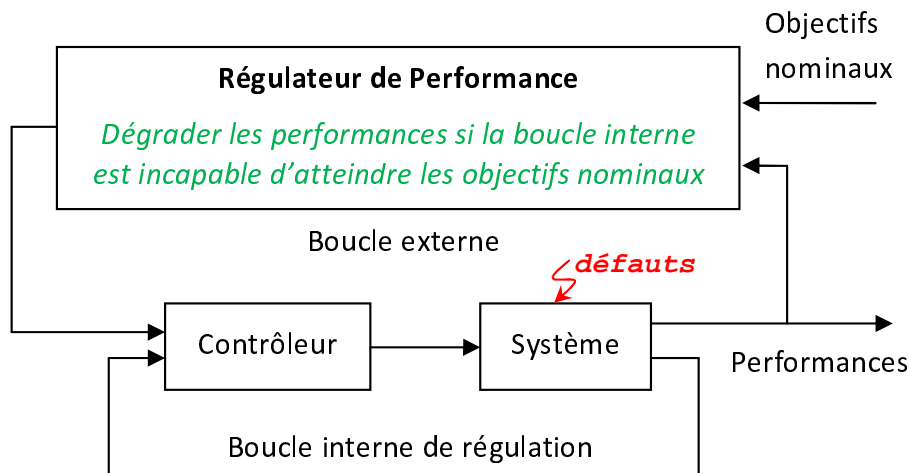 Objectifs
nominaux
Régulateur de Performance
Dégrader les performances si la boucle interne
est incapable d'atteindre les objectifs nominaux
Boucle externe
défauts
Contrôleur
Système
Performances
Boucle interne de régulation